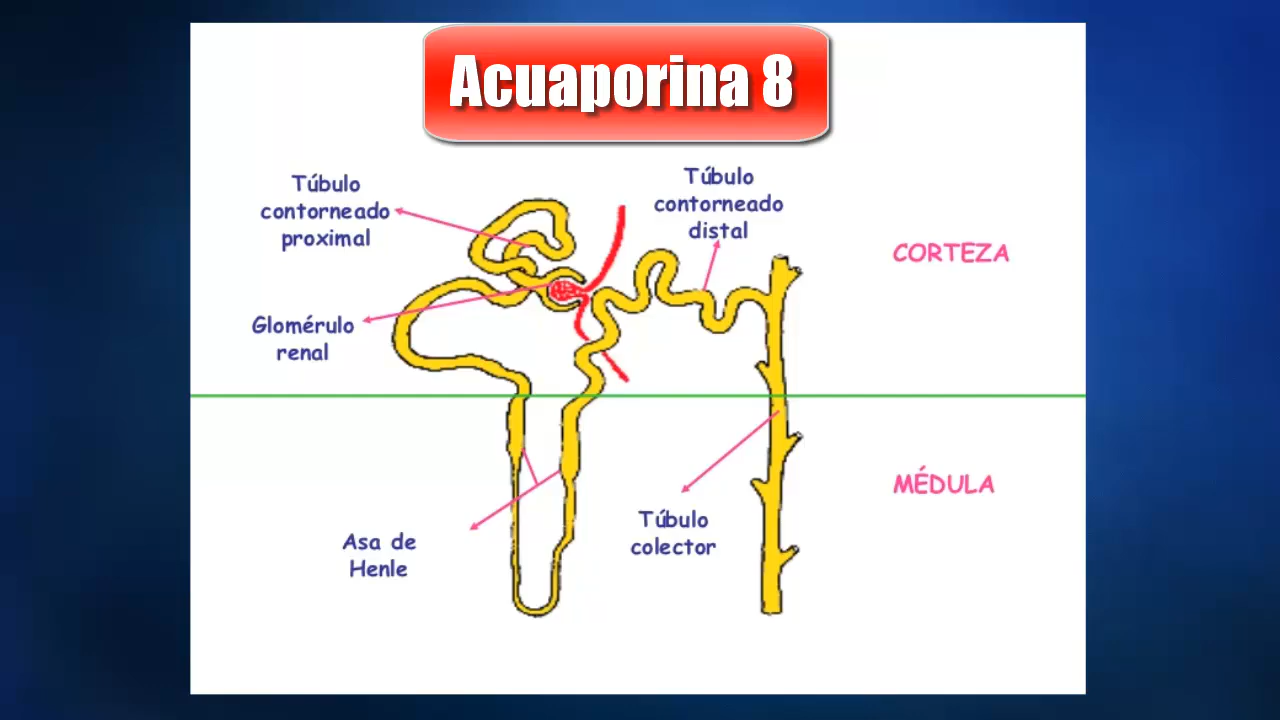 Acuaporina 8
Túbulo
contorneado
proximal
Túbulo
contorneado
distal
CORTEZA
Glomérulo
renal
MÉDULA
Asa de
Henle
Túbulo
colector